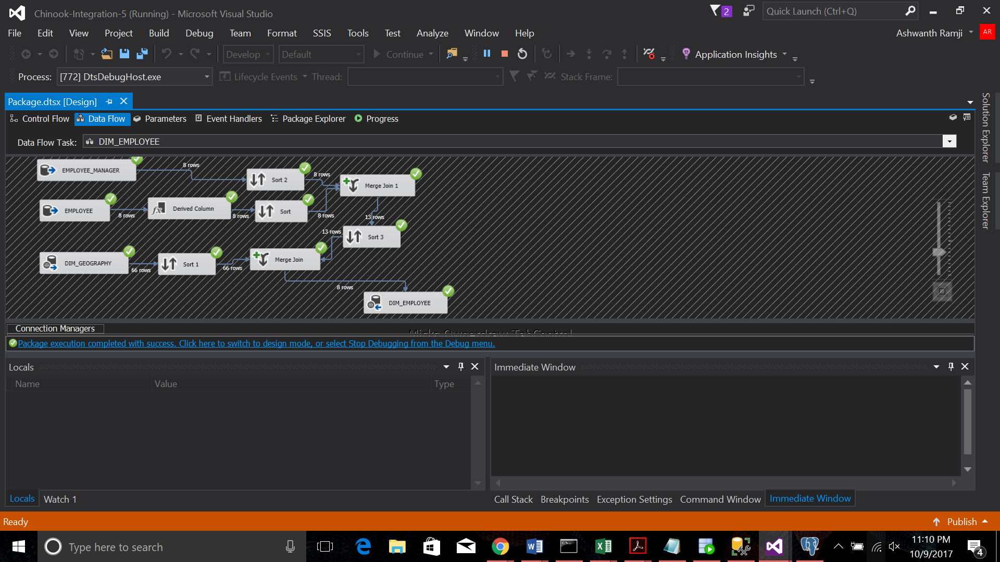 Chinook-Integration-5 (Running) - Microsoft Visual Studio
2
Quick Launch (Ctrl+Q)
File Edit View Project Build Debug Team Format SSIS Tools Test Analyze Window Help
Ashwanth Ramji AR
Develop Default Continue Application Insights
Process: [772] DtsDebugHost.exe Lifecycle Events Thread: Stack Frame:
Package.dtsx [Design]
Control Flow Data Flow Parameters Event Handlers Package Explorer Progress
Data Flow Task: DIM_EMPLOYEE
EMPLOYEE_MANAGER
8 rows
Sort 2
8 rows
Merge Join 1
EMPLOYEE
8 rows
Derived Column
8 rows
Sort
8 rows
13 rows
13 rows
Sort 3
DIM_GEOGRAPHY
66 rows
Sort 1
66 rows
Merge Join
8 rows
DIM_EMPLOYEE
Solution Explorer
Team Explorer
Connection Managers
Package execution completed with success. Click here to switch to design mode, or select Stop Debugging from the Debug menu.
Locals
Name Value Type
Immediate Window
Locals Watch 1
Call Stack Breakpoints Exception Settings Command Window Immediate Window
Ready
Publish
Type here to search
11:10 PM
10/9/2017
4